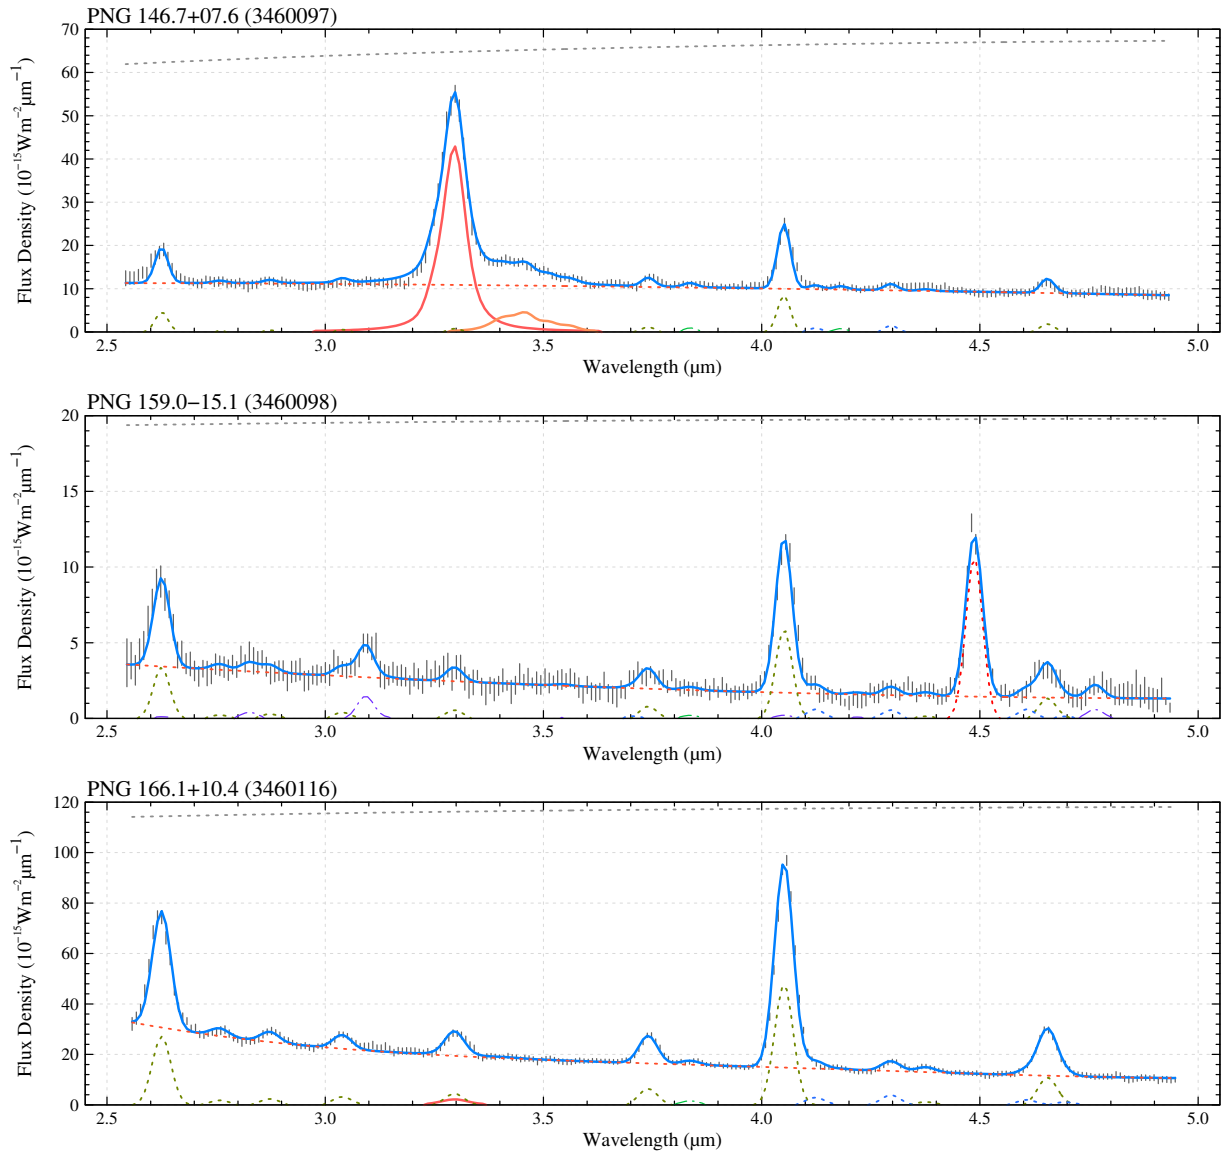 PNG 146.7+07.6 (3460097)
70
60
50
40
30
20
10
0
Flux Density (10⁻¹⁵Wm⁻²µm⁻¹)
2.5 3.0 3.5 4.0 4.5 5.0
Wavelength (µm)
PNG 159.0−15.1 (3460098)
20
15
10
5
0
Flux Density (10⁻¹⁵Wm⁻²µm⁻¹)
2.5 3.0 3.5 4.0 4.5 5.0
Wavelength (µm)
PNG 166.1+10.4 (3460116)
120
100
80
60
40
20
0
Flux Density (10⁻¹⁵Wm⁻²µm⁻¹)
2.5 3.0 3.5 4.0 4.5 5.0
Wavelength (µm)